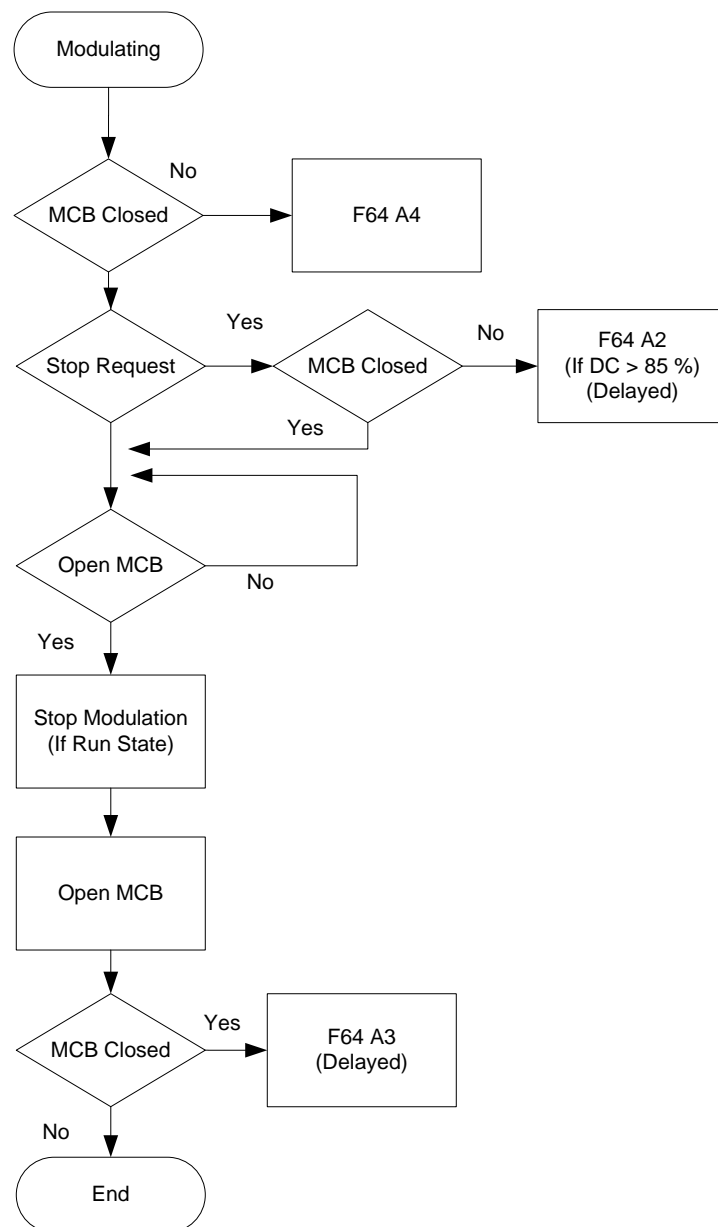 Modulating
No
MCB Closed
F64 A4
Yes
Stop Request
MCB Closed
No
F64 A2
(If DC > 85 %)
(Delayed)
Yes
Open MCB
No
Yes
Stop Modulation
(If Run State)
Open MCB
MCB Closed
Yes
F64 A3
(Delayed)
No
End